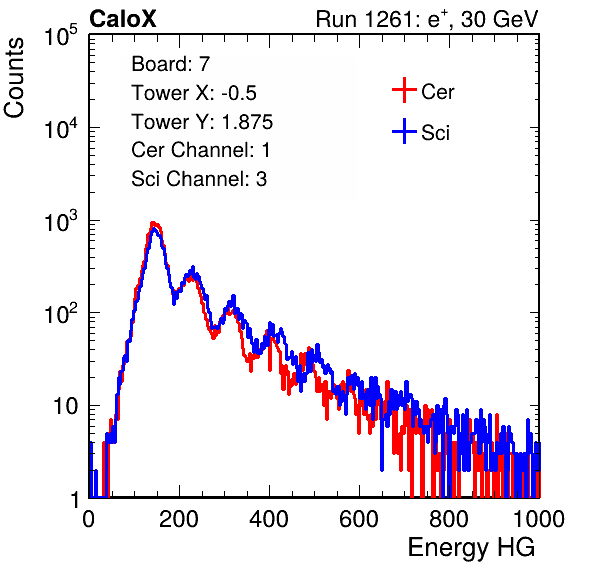 CaloX Run 1261: e⁺, 30 GeV
Counts
Board: 7
Tower X: -0.5
Tower Y: 1.875
Cer Channel: 1
Sci Channel: 3
Cer
Sci
10⁵
10⁴
10³
10²
10
1
0 200 400 600 800 1000
Energy HG